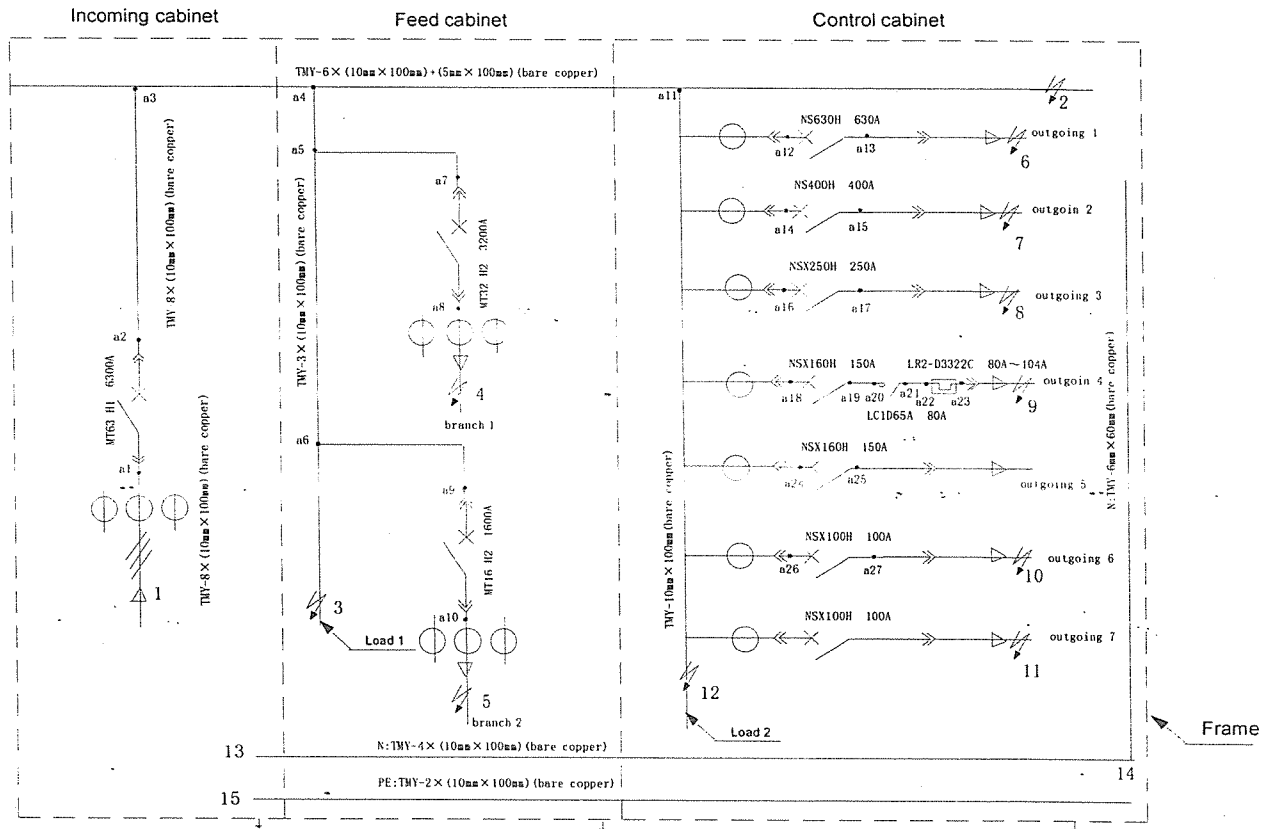 Incoming cabinet
Feed cabinet
Control cabinet
TMY-6×(10mm×100mm)+(5mm×100mm)(bare copper)
a3
a4
a11
2
TMY 8×(10mm×100mm)(bare copper)
a2
MT63 H1 6300A
a1
TMY-8×(10mm×100mm)(bare copper)
1
a5
TMY-3×(10mm×100mm)(bare copper)
a7
MT32 H2 3200A
a8
4
branch 1
a6
a9
MT16 H2 1600A
3
Load 1
a10
5
branch 2
NS630H 630A
a12
a13
outgoing 1
6
NS400H 400A
a14
a15
outgoin 2
7
NSX250H 250A
a16
a17
outgoing 3
8
NSX160H 150A
LR2-D3322C 80A~104A
a18
a19
a20
a21
a22
a23
outgoin 4
9
LC1D65A 80A
NSX160H 150A
a24
a25
outgoing 5
NSX100H 100A
a26
a27
outgoing 6
10
NSX100H 100A
outgoing 7
11
TMY-10mm×100mm(bare copper)
N:TMY-6mm×60mm(bare copper)
12
Load 2
Frame
13
N:TMY-4×(10mm×100mm)(bare copper)
14
PE:TMY-2×(10mm×100mm)(bare copper)
15